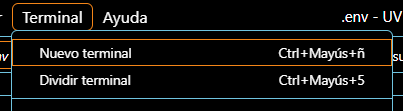 Terminal Ayuda .env - UV
Nuevo terminal Ctrl+Mayús+ñ
Dividir terminal Ctrl+Mayús+5